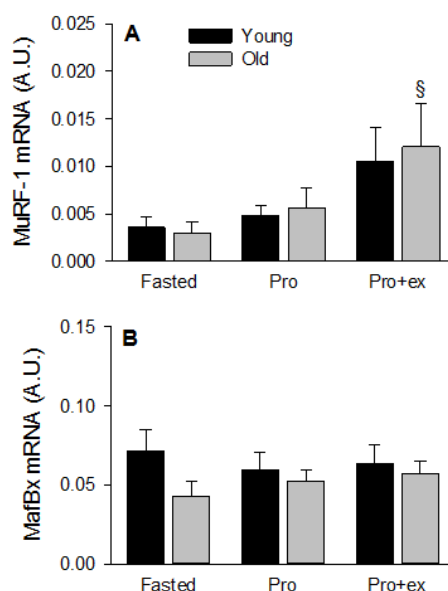 A
Young
Old
§
MuRF-1 mRNA (A.U.)
0.025
0.020
0.015
0.010
0.005
0.000
Fasted Pro Pro+ex
B
MafBx mRNA (A.U.)
0.15
0.10
0.05
0.00
Fasted Pro Pro+ex